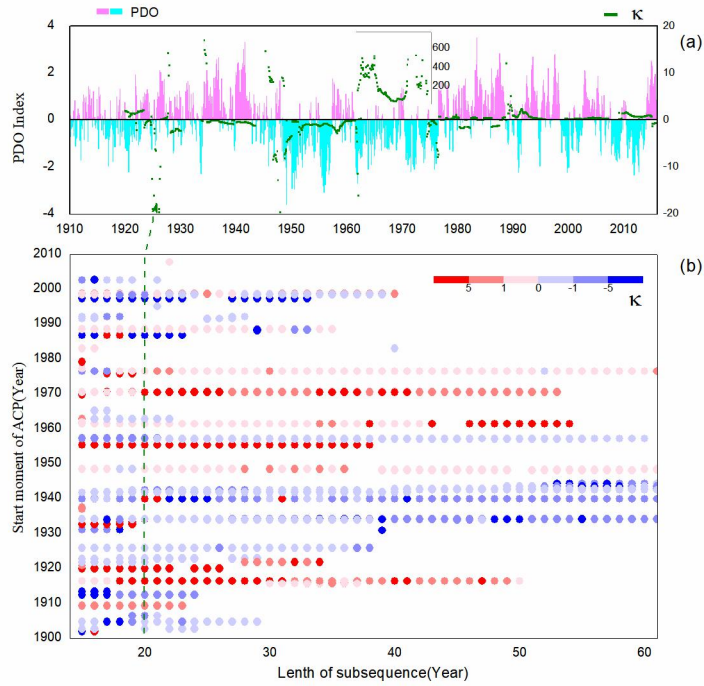 PDO κ
(a)
4 20
2 10
0 0
-2 -10
-4 -20
600
400
200
PDO Index
1910 1920 1930 1940 1950 1960 1970 1980 1990 2000 2010
(b)
5 1 0 -1 -5
κ
2010
2000
1990
1980
1970
1960
1950
1940
1930
1920
1910
1900
Start moment of ACP(Year)
20 30 40 50 60
Lenth of subsequence(Year)